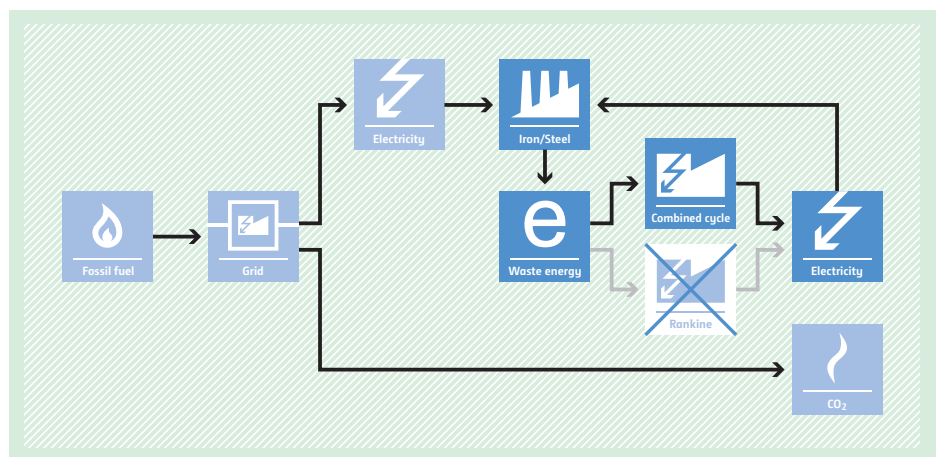 Electricity
Iron/Steel
Fossil fuel
Grid
e
Waste energy
Combined cycle
Rankine
Electricity
CO₂